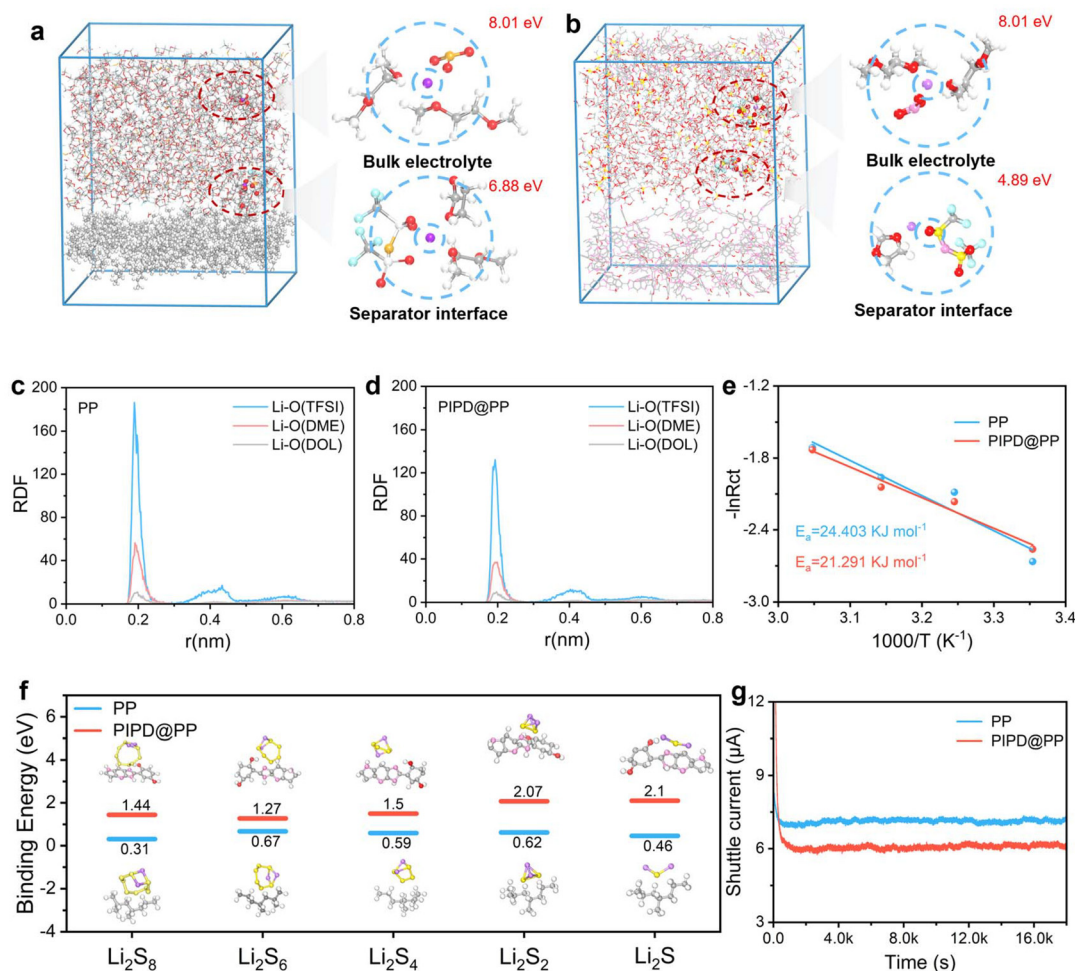 a
8.01 eV
Bulk electrolyte
6.88 eV
Separator interface
b
8.01 eV
Bulk electrolyte
4.89 eV
Separator interface
c
PP
Li-O(TFSI)
Li-O(DME)
Li-O(DOL)
200
160
120
80
40
0
RDF
0.0 0.2 0.4 0.6 0.8
r(nm)
d
PIPD@PP
Li-O(TFSI)
Li-O(DME)
Li-O(DOL)
200
160
120
80
40
0
RDF
0.0 0.2 0.4 0.6 0.8
r(nm)
e
PP
PIPD@PP
-1.2
-1.8
-2.4
-3.0
-lnRct
Eₐ=24.403 KJ mol⁻¹
Eₐ=21.291 KJ mol⁻¹
3.0 3.1 3.2 3.3 3.4
1000/T (K⁻¹)
f
PP
PIPD@PP
6
4
2
0
-2
-4
Binding Energy (eV)
1.44 1.27 1.5 2.07 2.1
0.31 0.67 0.59 0.62 0.46
Li₂S₈ Li₂S₆ Li₂S₄ Li₂S₂ Li₂S
g
PP
PIPD@PP
12
9
6
3
Shuttle current (μA)
0.0 4.0k 8.0k 12.0k 16.0k
Time (s)